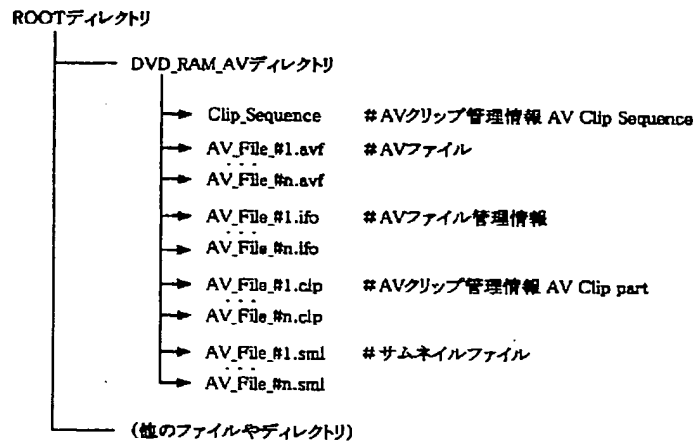 ROOTディレクトリ
DVD_RAM_AVディレクトリ
Clip_Sequence #AVクリップ管理情報 AV Clip Sequence
AV_File_#1.avf #AVファイル
...
AV_File_#n.avf
AV_File_#1.ifo #AVファイル管理情報
...
AV_File_#n.ifo
AV_File_#1.clp #AVクリップ管理情報 AV Clip part
...
AV_File_#n.clp
AV_File_#1.sml #サムネイルファイル
...
AV_File_#n.sml
(他のファイルやディレクトリ)